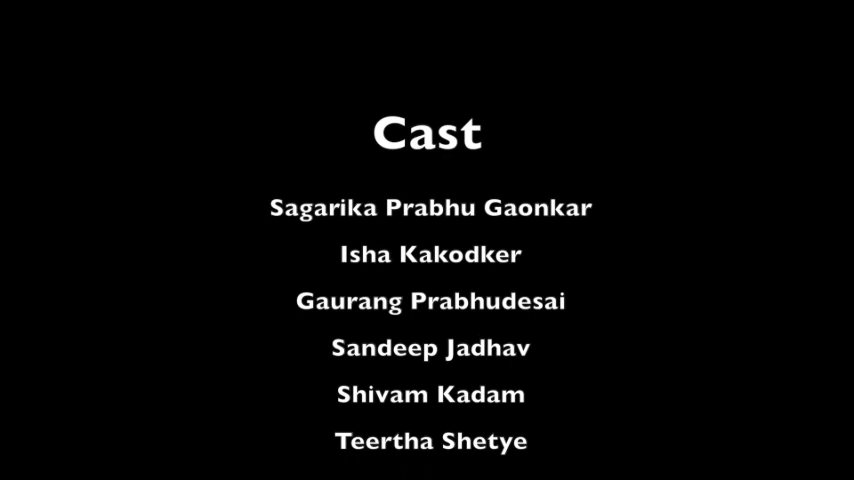 Cast
Sagarika Prabhu Gaonkar
Isha Kakodker
Gaurang Prabhudesai
Sandeep Jadhav
Shivam Kadam
Teertha Shetye